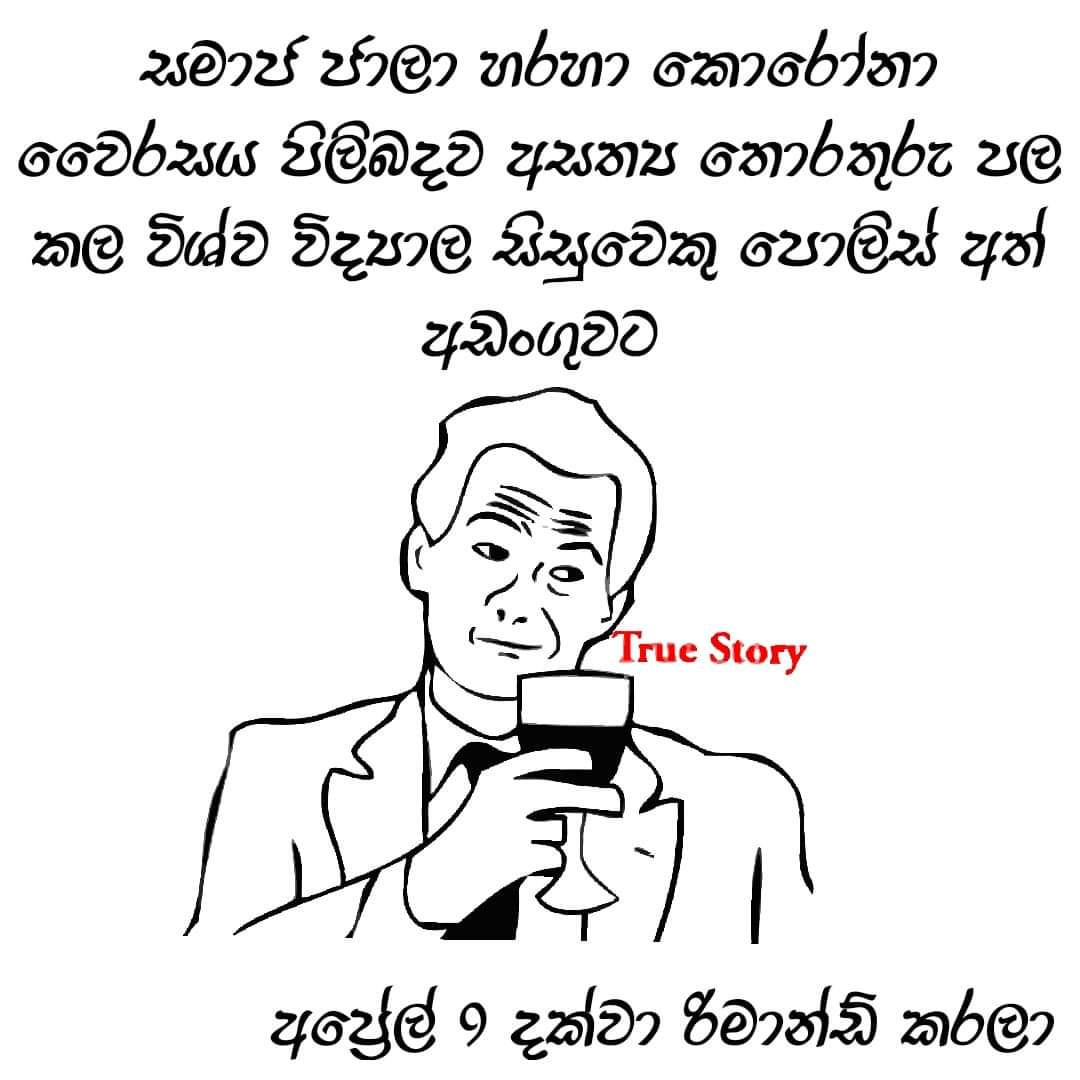 සමාජ ජාලා හරහා කොරෝනා
වෛරසය පිලිබදව අසත්‍ය තොරතුරු පල
කල විශ්ව විද්‍යාල සිසුවෙකු පොලිස් අත්
අඩංගුවට
True Story
අප්‍රේල් 9 දක්වා රිමාන්ඩ් කරලා